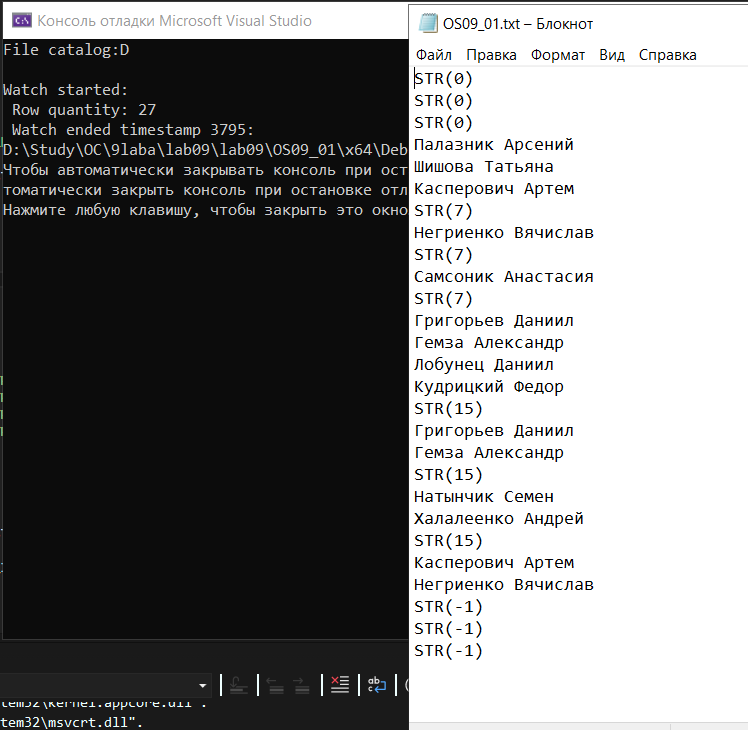 Консоль отладки Microsoft Visual Studio
File catalog:D
Watch started:
Row quantity: 27
Watch ended timestamp 3795:
D:\Study\OC\9laba\lab09\lab09\OS09_01\x64\Deb
Чтобы автоматически закрывать консоль при ост
томатически закрыть консоль при остановке отл
Нажмите любую клавишу, чтобы закрыть это окно
OS09_01.txt – Блокнот
Файл Правка Формат Вид Справка
STR(0)
STR(0)
STR(0)
Палазник Арсений
Шишова Татьяна
Касперович Артем
STR(7)
Негриенко Вячислав
STR(7)
Самсоник Анастасия
STR(7)
Григорьев Даниил
Гемза Александр
Лобунец Даниил
Кудрицкий Федор
STR(15)
Григорьев Даниил
Гемза Александр
STR(15)
Натынчик Семен
Халалеенко Андрей
STR(15)
Касперович Артем
Негриенко Вячислав
STR(-1)
STR(-1)
STR(-1)
tem32\kernel.appcore.dll".
tem32\msvcrt.dll".